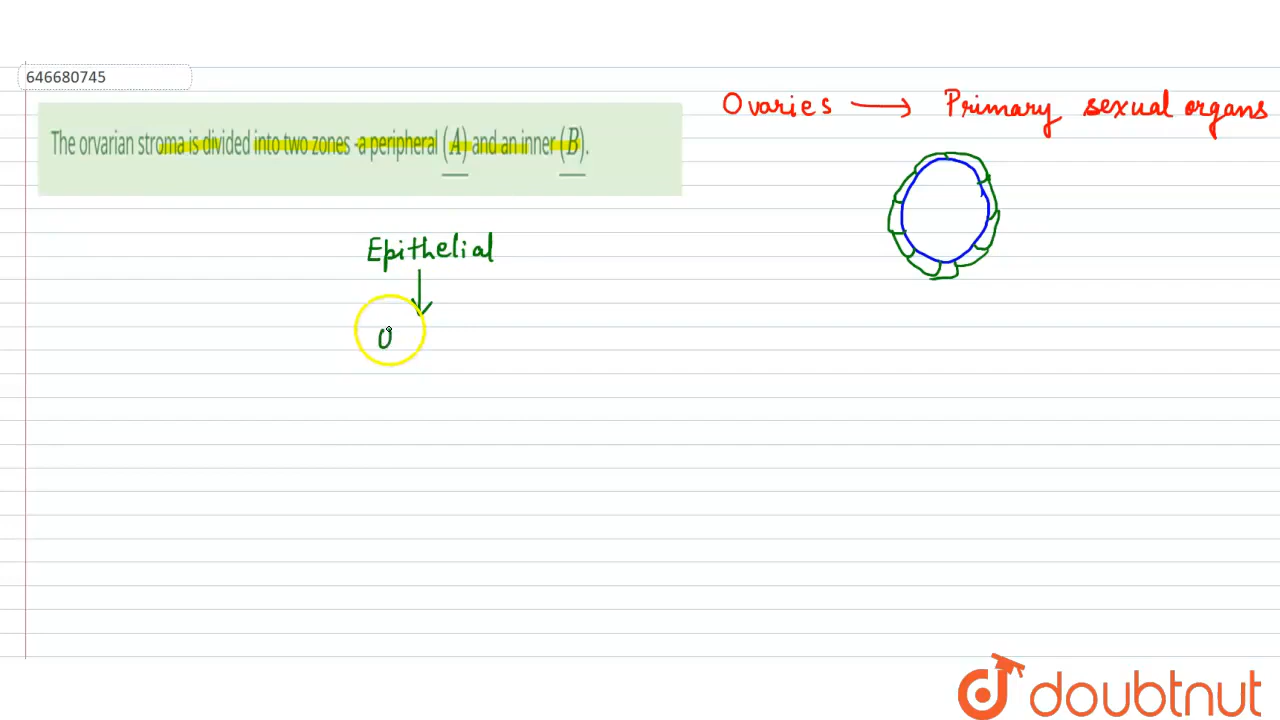 646680745
Ovaries → Primary sexual organs
The orvarian stroma is divided into two zones -a peripheral (A) and an inner (B).
Epithelial
O
doubtnut